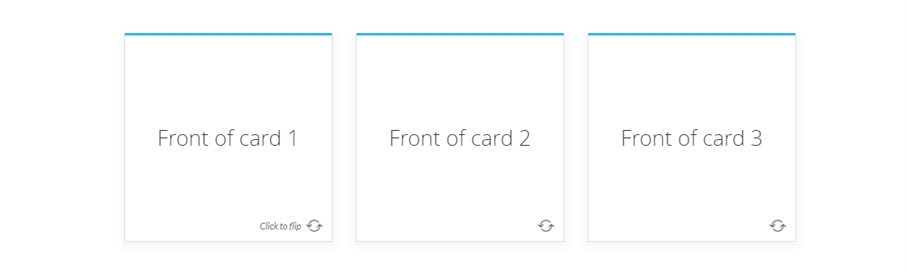 Front of card 1
Front of card 2
Front of card 3
Click to flip